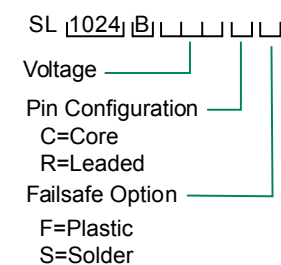 SL 1024 B
Voltage
Pin Configuration
C=Core
R=Leaded
Failsafe Option
F=Plastic
S=Solder